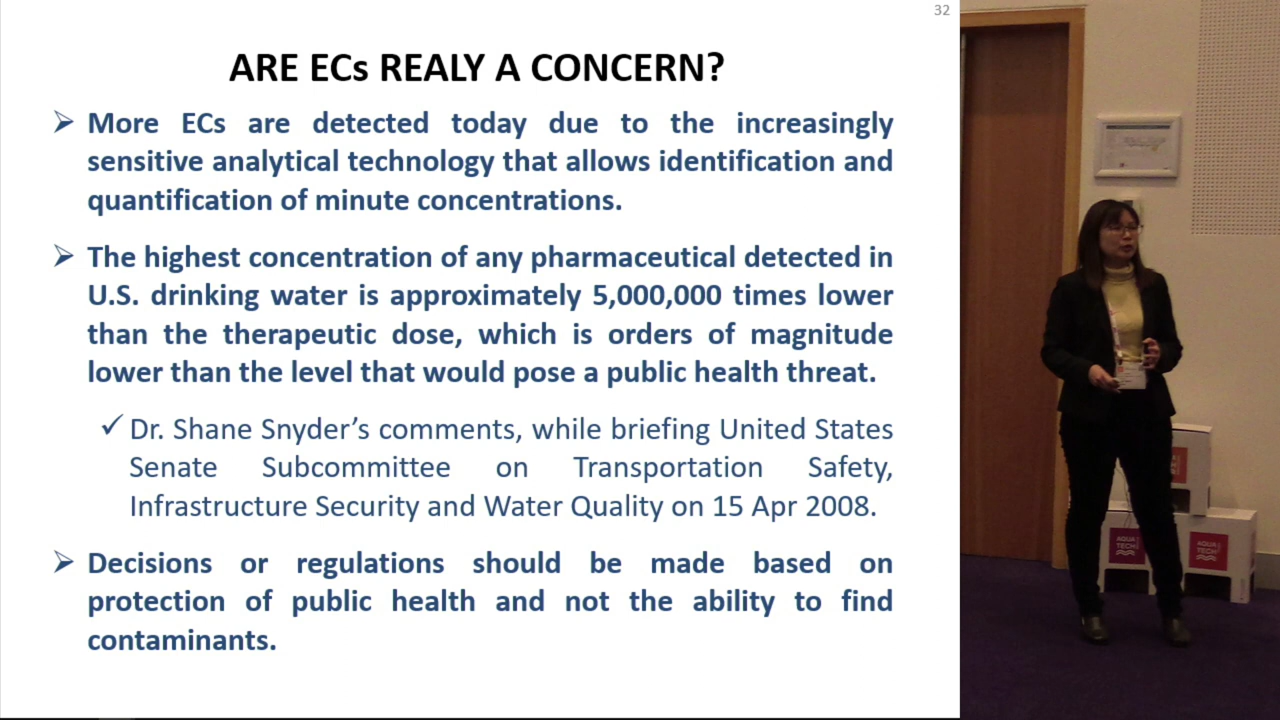 32
ARE ECs REALY A CONCERN?
➢ More ECs are detected today due to the increasingly
sensitive analytical technology that allows identification and
quantification of minute concentrations.
➢ The highest concentration of any pharmaceutical detected in
U.S. drinking water is approximately 5,000,000 times lower
than the therapeutic dose, which is orders of magnitude
lower than the level that would pose a public health threat.
✓ Dr. Shane Snyder’s comments, while briefing United States
Senate Subcommittee on Transportation Safety,
Infrastructure Security and Water Quality on 15 Apr 2008.
➢ Decisions or regulations should be made based on
protection of public health and not the ability to find
contaminants.
AQUA
TECH
AQUA
TECH